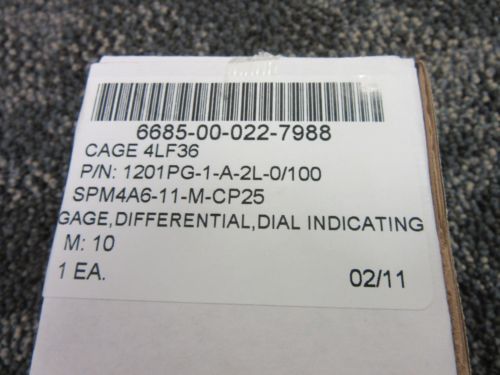 6685-00-022-7988
CAGE 4LF36
P/N: 1201PG-1-A-2L-0/100
SPM4A6-11-M-CP25
GAGE,DIFFERENTIAL,DIAL INDICATING
M: 10
1 EA. 02/11